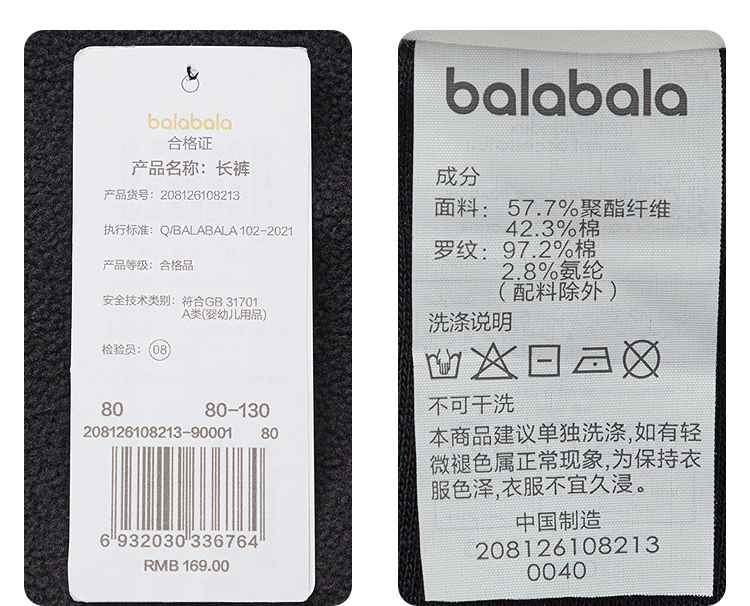 balabala
合格证
产品名称：长裤
产品货号：208126108213
执行标准：Q/BALABALA 102-2021
产品等级：合格品
安全技术类别：符合GB 31701
A类(婴幼儿用品)
检验员：08
80 80-130
208126108213-90001 80
6 932030 336764
RMB 169.00
balabala
成分
面料：57.7%聚酯纤维
42.3%棉
罗纹：97.2%棉
2.8%氨纶
（配料除外）
洗涤说明
不可干洗
本商品建议单独洗涤,如有轻
微褪色属正常现象,为保持衣
服色泽,衣服不宜久浸。
中国制造
208126108213
0040